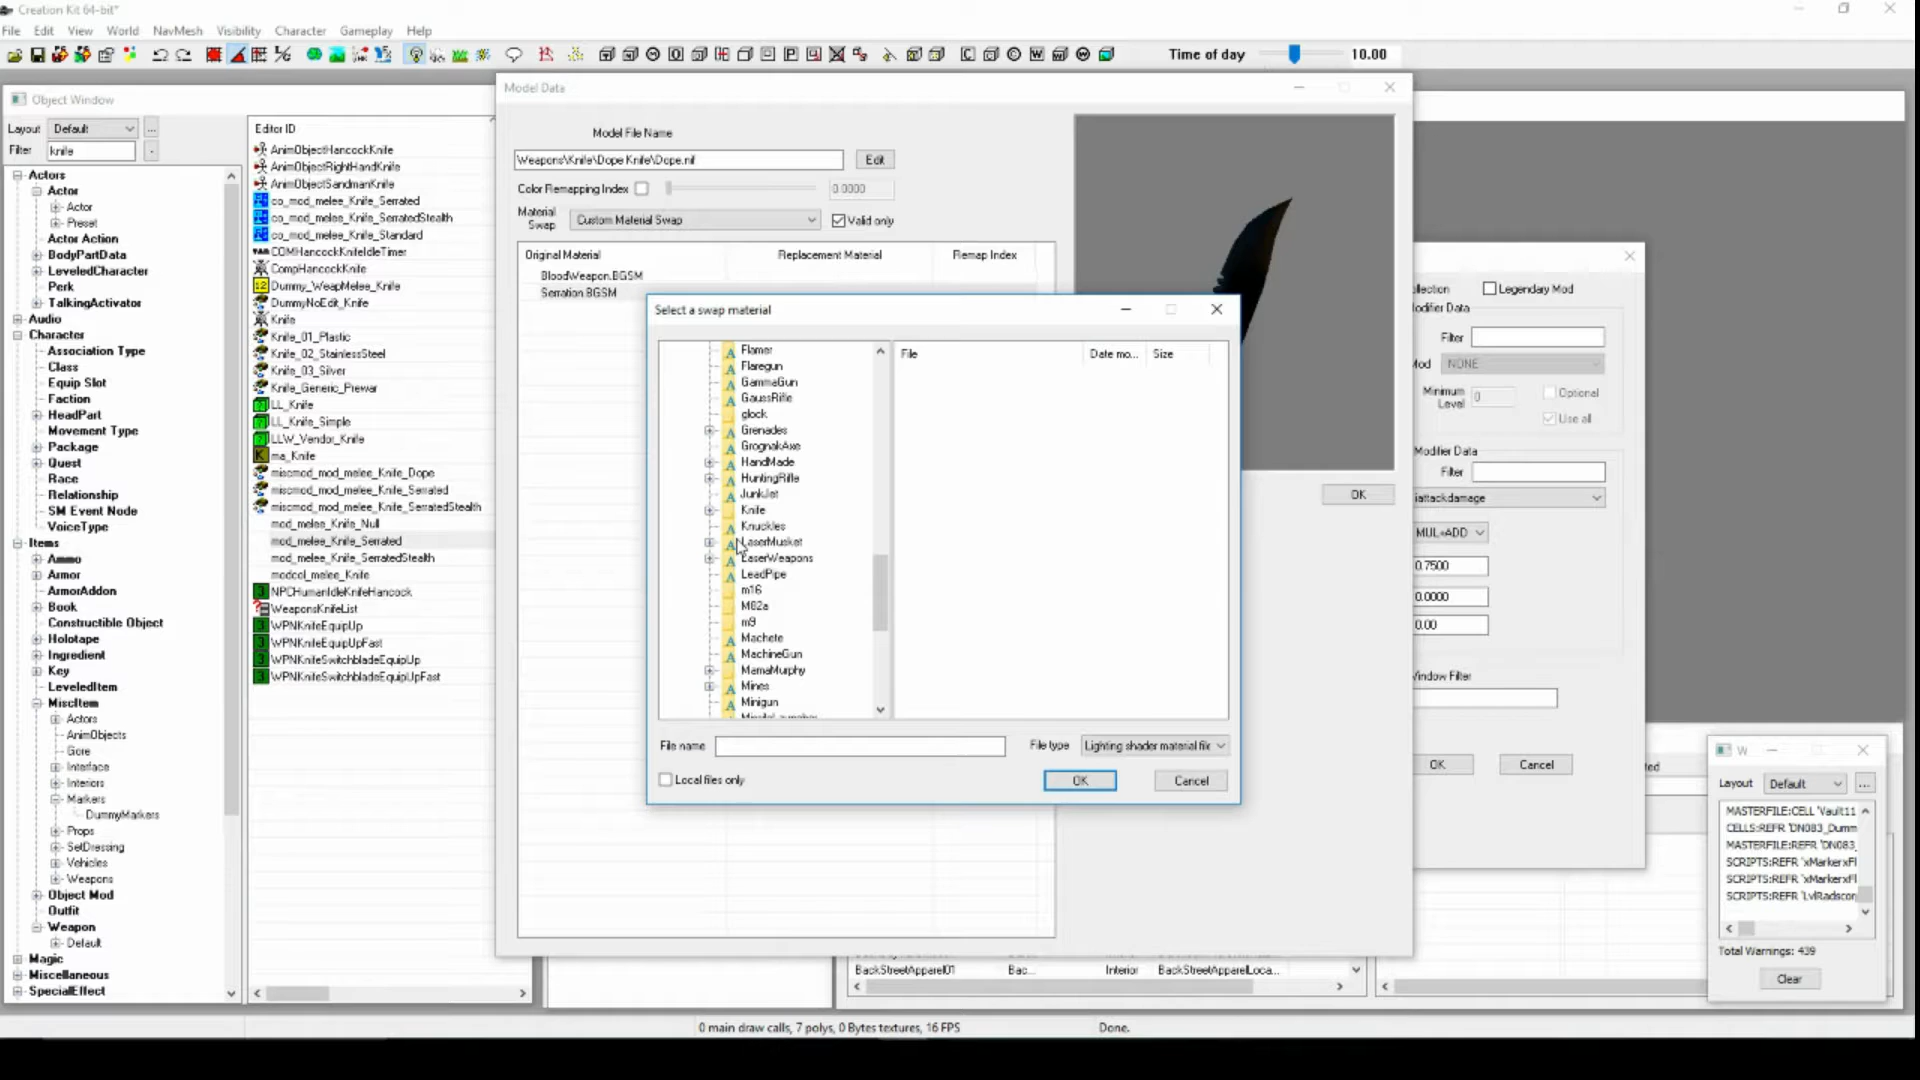 Creation Kit 64-bit*
File Edit View World NavMesh Visibility Character Gameplay Help
Time of day 10.00
Object Window
Layout Default ...
Filter knife
Actors
Actor
Actor
Preset
Actor Action
BodyPartData
LeveledCharacter
Perk
TalkingActivator
Audio
Character
Association Type
Class
Equip Slot
Faction
HeadPart
Movement Type
Package
Quest
Race
Relationship
SM Event Node
VoiceType
Items
Ammo
Armor
ArmorAddon
Book
Constructible Object
Holotape
Ingredient
Key
LeveledItem
MiscItem
Actors
AnimObjects
Gore
Interface
Interiors
Markers
DummyMarkers
Props
SetDressing
Vehicles
Weapons
Object Mod
Outfit
Weapon
Default
Magic
Miscellaneous
SpecialEffect
Editor ID
AnimObjectHancockKnife
AnimObjectRightHandKnife
AnimObjectSandmanKnife
co_mod_melee_Knife_Serrated
co_mod_melee_Knife_SerratedStealth
co_mod_melee_Knife_Standard
COMHancockKnifeIdleTimer
CompHancockKnife
Dummy_WeapMelee_Knife
DummyNoEdit_Knife
Knife
Knife_01_Plastic
Knife_02_StainlessSteel
Knife_03_Silver
Knife_Generic_Prewar
LL_Knife
LL_Knife_Simple
LLW_Vendor_Knife
ma_Knife
miscmod_mod_melee_Knife_Dope
miscmod_mod_melee_Knife_Serrated
miscmod_mod_melee_Knife_SerratedStealth
mod_melee_Knife_Null
mod_melee_Knife_Serrated
mod_melee_Knife_SerratedStealth
modcol_melee_Knife
NPCHumanIdleKnifeHancock
WeaponsKnifeList
WPNKnifeEquipUp
WPNKnifeEquipUpFast
WPNKnifeSwitchbladeEquipUp
WPNKnifeSwitchbladeEquipUpFast
Model Data
Model File Name
Weapons\Knife\Dope Knife\Dope.nif Edit
Color Remapping Index 0.0000
Material Swap Custom Material Swap Valid only
Original Material Replacement Material Remap Index
BloodWeapon.BGSM
Serration.BGSM
OK
Select a swap material
Flamer
Flaregun
GammaGun
GaussRifle
glock
Grenades
GrognakAxe
HandMade
HuntingRifle
JunkJet
Knife
Knuckles
LaserMusket
LaserWeapons
LeadPipe
m16
M82a
m9
Machete
MachineGun
MamaMurphy
Mines
Minigun
File Date mo... Size
File name File type Lighting shader material file
Local files only OK Cancel
Legendary Mod
Filter
NONE
Minimum Level 0 Optional
Use all
Modifier Data
Filter
MUL+ADD
0.7500
0.0000
0.00
OK Cancel
BackStreetApparel01 Bac... Interior BackStreetApparelLoca...
W
Layout Default ...
MASTERFILE:CELL 'Vault11
CELLS:REFR 'DN083_Dumm
MASTERFILE:REFR 'DN083_
SCRIPTS:REFR 'xMarkerxFl
SCRIPTS:REFR 'xMarkerxFl
SCRIPTS:REFR 'LvlRadscor
Total Warnings: 439
Clear
0 main draw calls, 7 polys, 0 Bytes textures, 16 FPS Done.